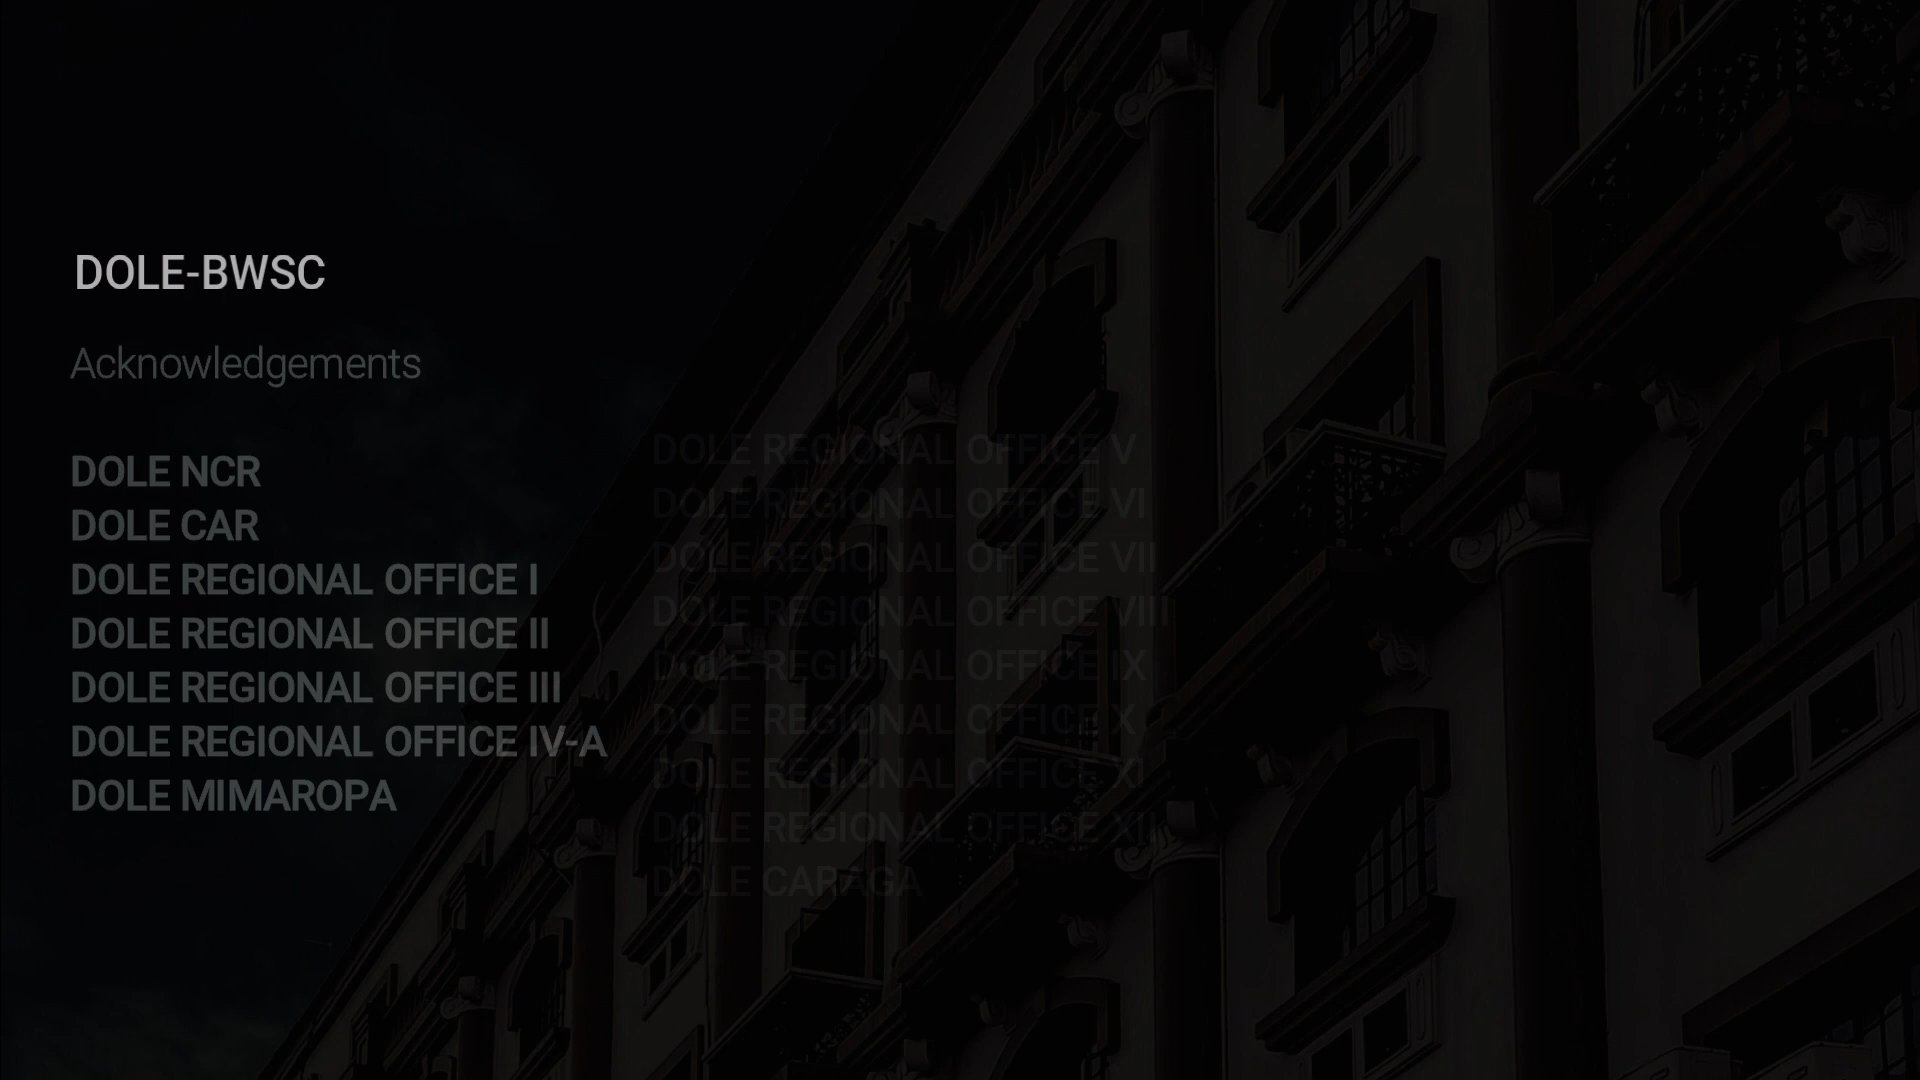 DOLE-BWSC
Acknowledgements
DOLE NCR
DOLE CAR
DOLE REGIONAL OFFICE I
DOLE REGIONAL OFFICE II
DOLE REGIONAL OFFICE III
DOLE REGIONAL OFFICE IV-A
DOLE MIMAROPA
DOLE REGIONAL OFFICE V
DOLE REGIONAL OFFICE VI
DOLE REGIONAL OFFICE VII
DOLE REGIONAL OFFICE VIII
DOLE REGIONAL OFFICE IX
DOLE REGIONAL OFFICE X
DOLE REGIONAL OFFICE XI
DOLE REGIONAL OFFICE XII
DOLE CARAGA